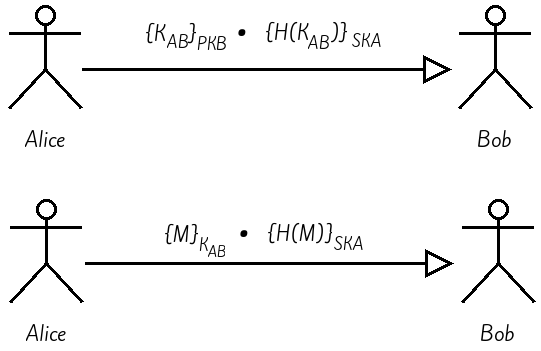 {K_AB}_PKB • {H(K_AB)}_SKA
Alice Bob
{M}_K_AB • {H(M)}_SKA
Alice Bob